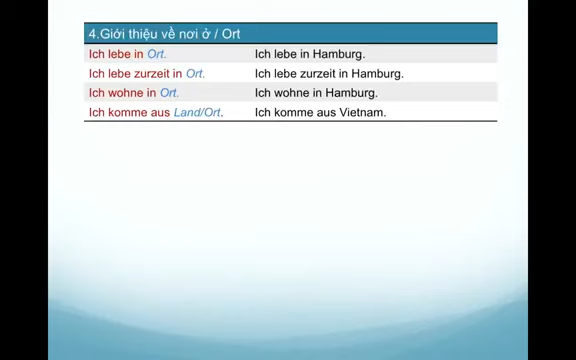 4.Giới thiệu về nơi ở / Ort
Ich lebe in Ort. Ich lebe in Hamburg.
Ich lebe zurzeit in Ort. Ich lebe zurzeit in Hamburg.
Ich wohne in Ort. Ich wohne in Hamburg.
Ich komme aus Land/Ort. Ich komme aus Vietnam.